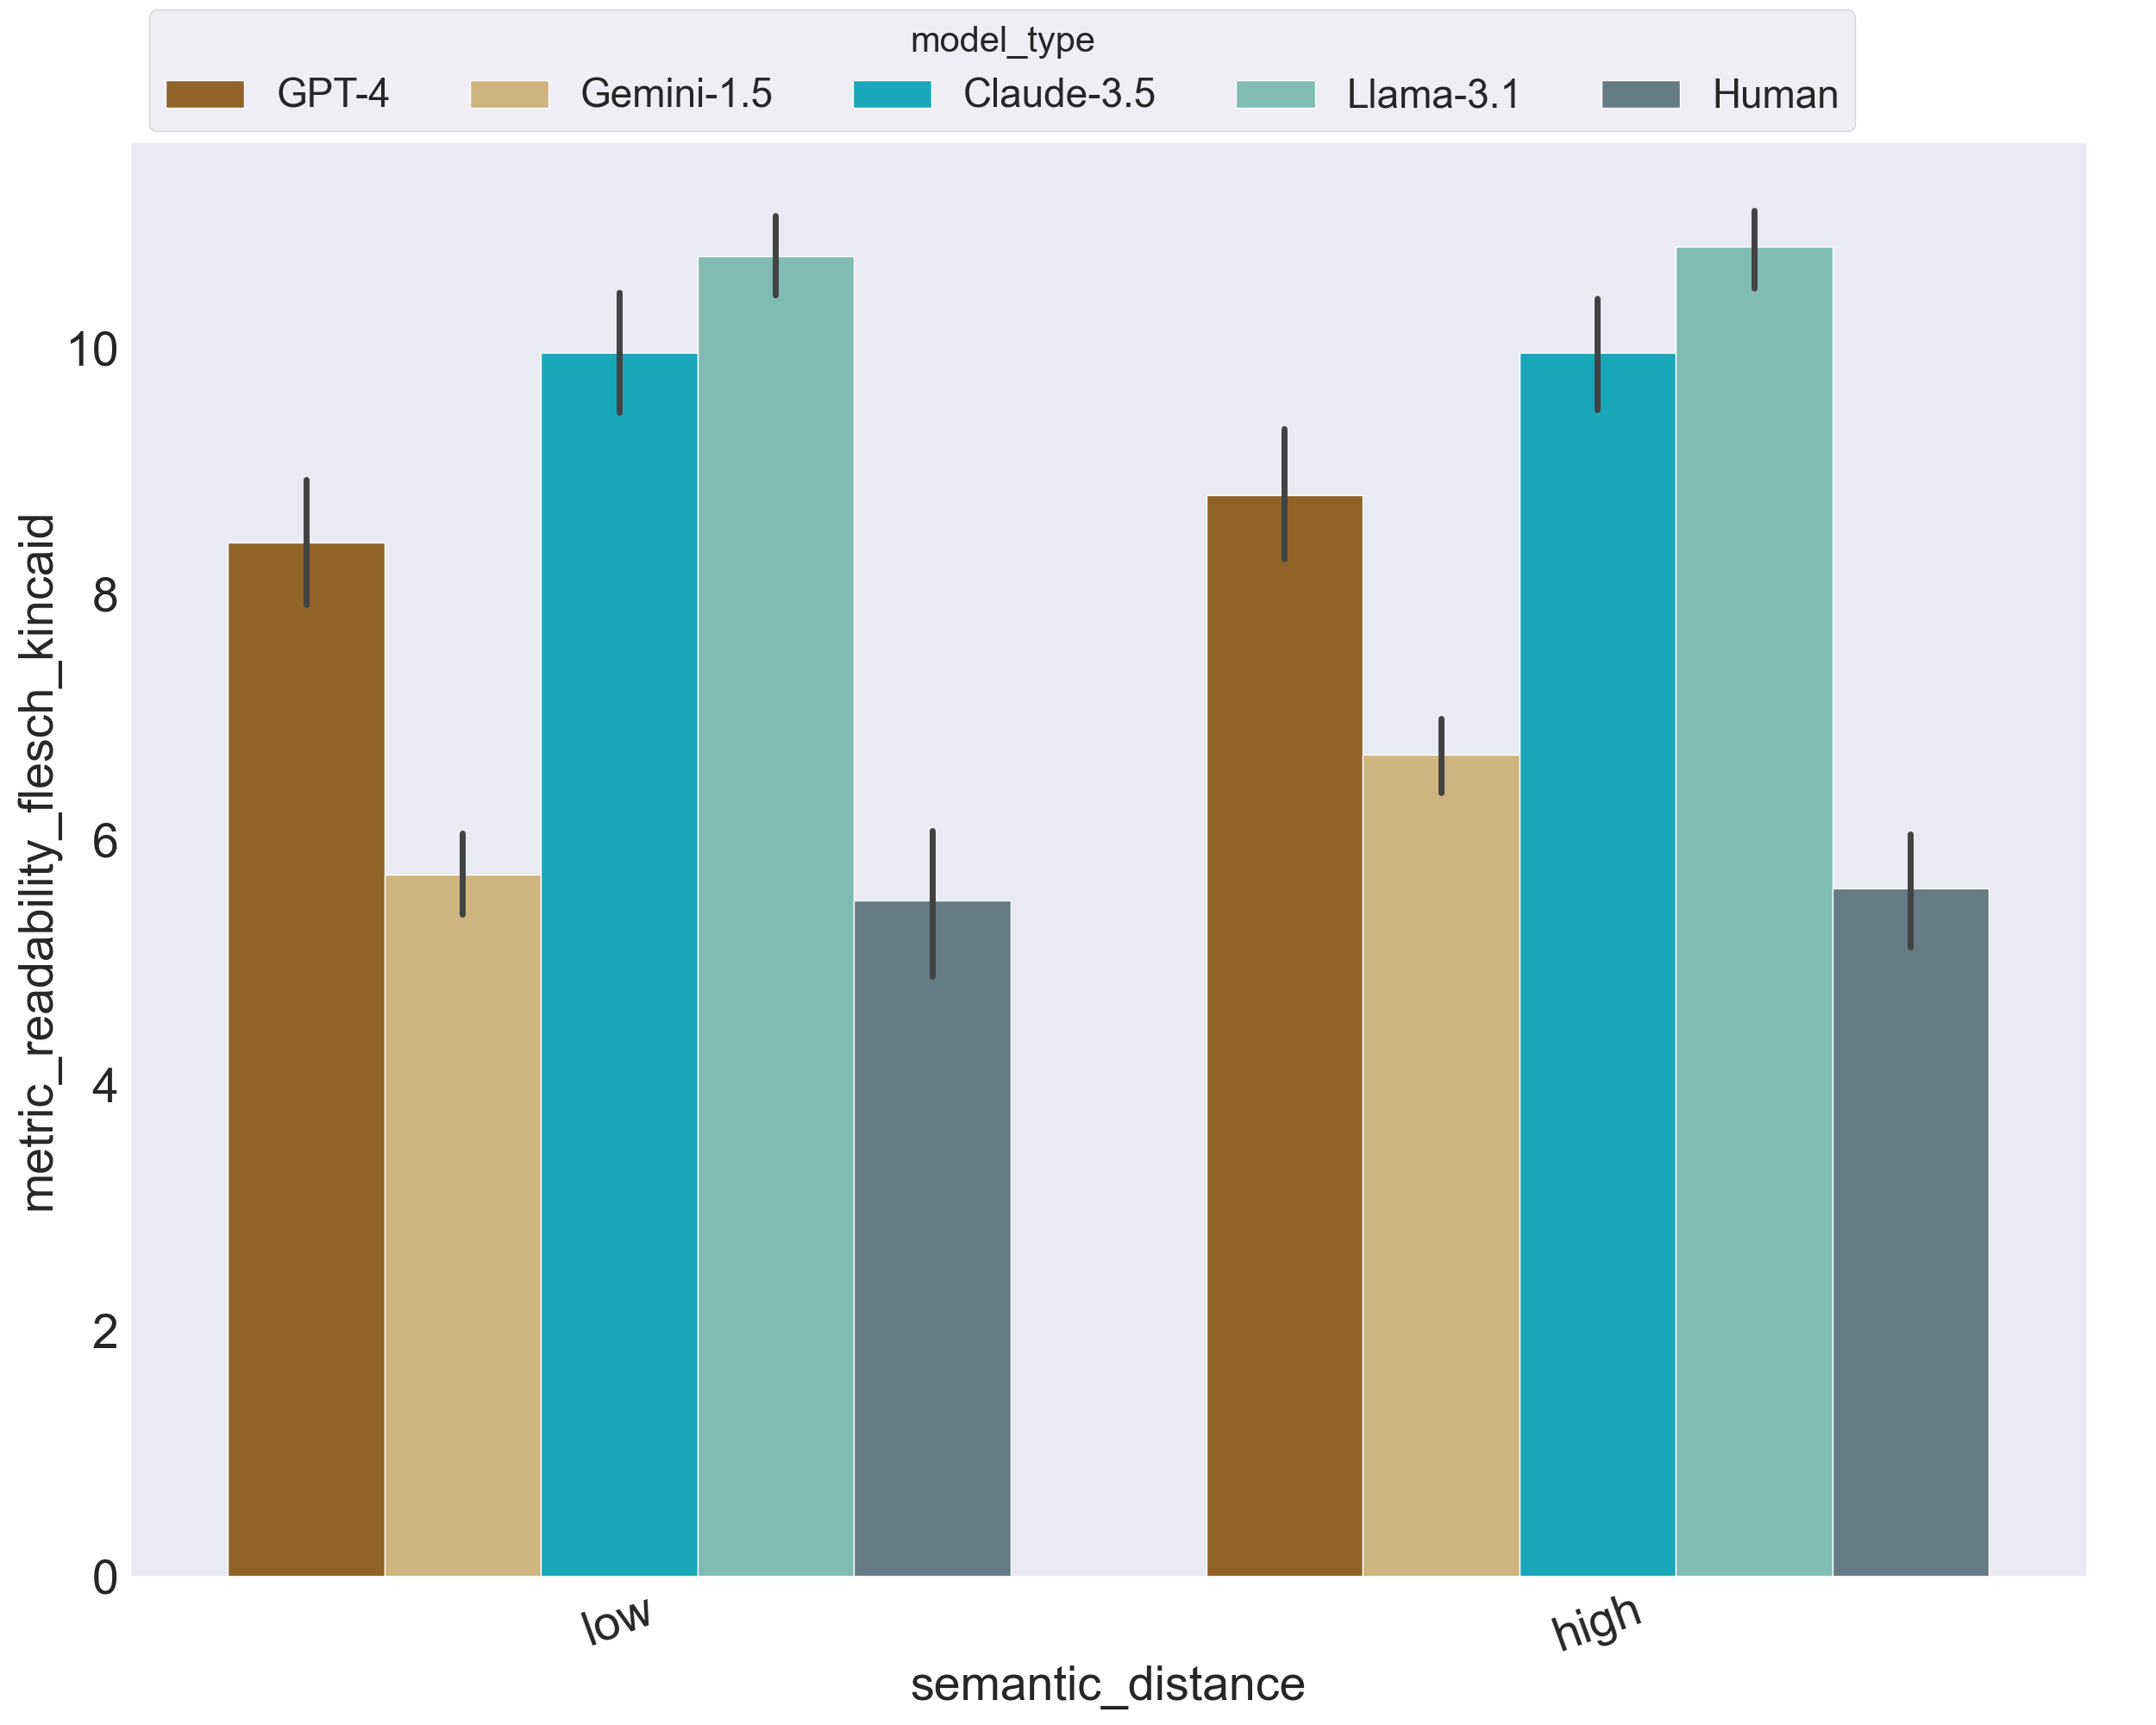 model_type
GPT-4 Gemini-1.5 Claude-3.5 Llama-3.1 Human
metric_readability_flesch_kincaid
10
8
6
4
2
0
low high
semantic_distance